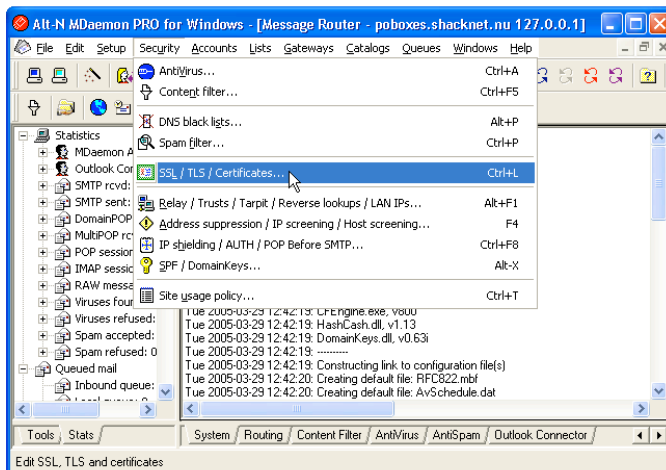 Alt-N MDaemon PRO for Windows - [Message Router - poboxes.shacknet.nu 127.0.0.1]
File Edit Setup Security Accounts Lists Gateways Catalogs Queues Windows Help
AntiVirus... Ctrl+A
Content filter... Ctrl+F5
DNS black lists... Alt+P
Spam filter... Ctrl+P
SSL / TLS / Certificates... Ctrl+L
Relay / Trusts / Tarpit / Reverse lookups / LAN IPs... Alt+F1
Address suppression / IP screening / Host screening... F4
IP shielding / AUTH / POP Before SMTP... Ctrl+F8
SPF / DomainKeys... Alt-X
Site usage policy... Ctrl+T
Statistics
MDaemon A
Outlook Cor
SMTP rcvd:
SMTP sent:
DomainPOP
MultiPOP rc
POP session
IMAP sessic
RAW messa
Viruses four
Viruses refused:
Spam accepted:
Spam refused: 0
Queued mail
Inbound queue:
Tue 2005-03-29 12:42:19: CFEngine.exe, v800
Tue 2005-03-29 12:42:19: HashCash.dll, v1.13
Tue 2005-03-29 12:42:19: DomainKeys.dll, v0.63i
Tue 2005-03-29 12:42:19: ----------
Tue 2005-03-29 12:42:19: Constructing link to configuration file(s)
Tue 2005-03-29 12:42:20: Creating default file: RFC822.mbf
Tue 2005-03-29 12:42:20: Creating default file: AvSchedule.dat
Tools Stats
System Routing Content Filter AntiVirus AntiSpam Outlook Connector
Edit SSL, TLS and certificates